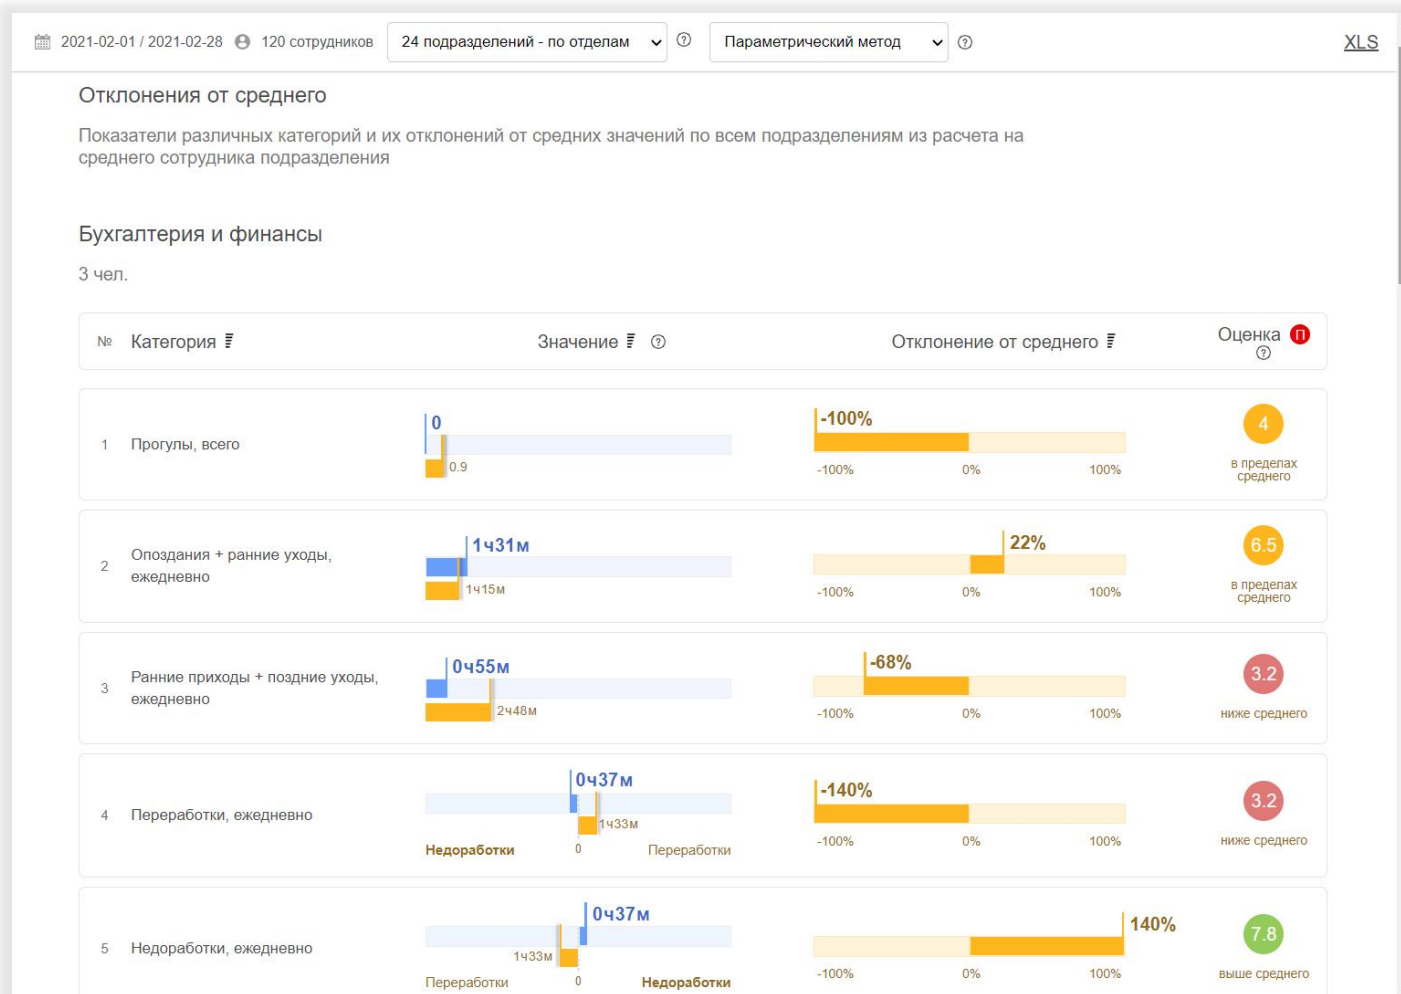 2021-02-01 / 2021-02-28 120 сотрудников 24 подразделений - по отделам Параметрический метод XLS
Отклонения от среднего
Показатели различных категорий и их отклонений от средних значений по всем подразделениям из расчета на
среднего сотрудника подразделения
Бухгалтерия и финансы
3 чел.
№ Категория Значение Отклонение от среднего Оценка П
1 Прогулы, всего
0
0.9
-100%
-100% 0% 100%
4
в пределах
среднего
2 Опоздания + ранние уходы,
ежедневно
1ч31м
1ч15м
22%
-100% 0% 100%
6.5
в пределах
среднего
3 Ранние приходы + поздние уходы,
ежедневно
0ч55м
2ч48м
-68%
-100% 0% 100%
3.2
ниже среднего
4 Переработки, ежедневно
0ч37м
1ч33м
Недоработки 0 Переработки
-140%
-100% 0% 100%
3.2
ниже среднего
5 Недоработки, ежедневно
0ч37м
1ч33м
Переработки 0 Недоработки
140%
-100% 0% 100%
7.8
выше среднего